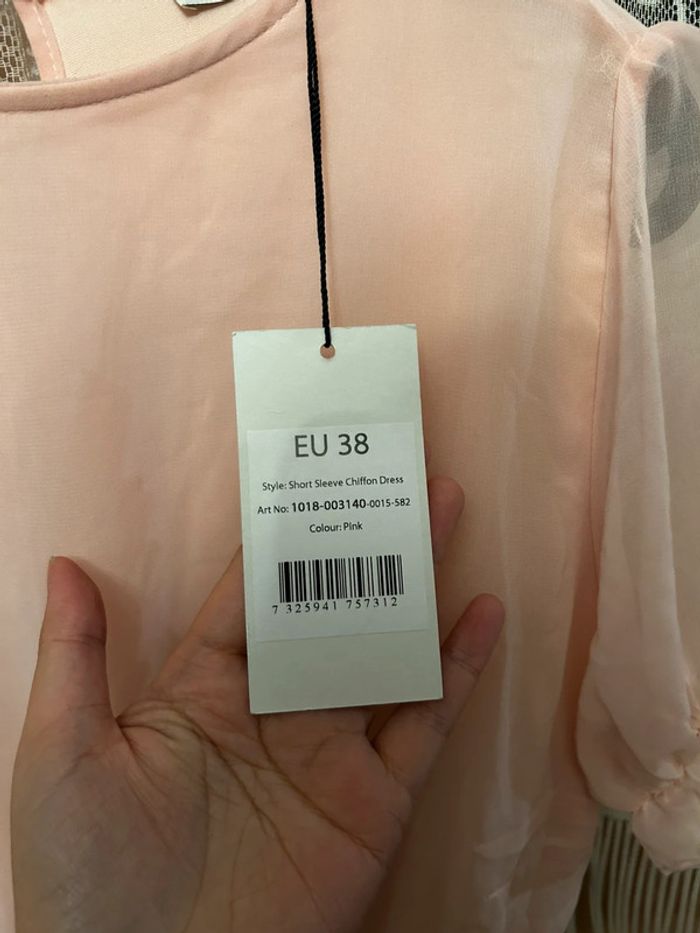 EU 38
Style: Short Sleeve Chiffon Dress
Art No: 1018-003140-0015-582
Colour: Pink
7 325941 757312